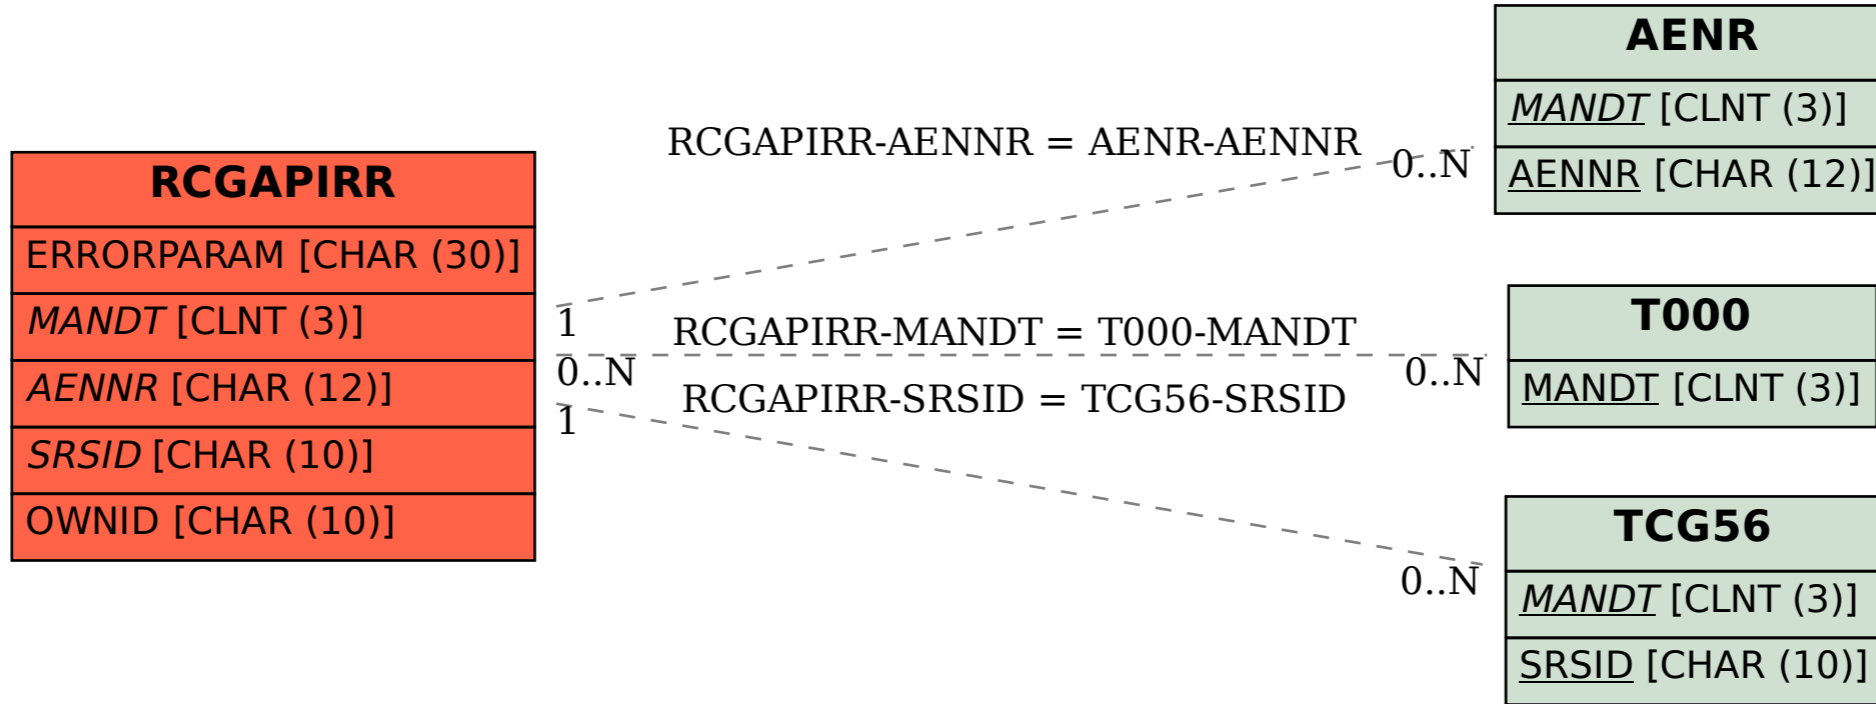 RCGAPIRR
ERRORPARAM [CHAR (30)]
MANDT [CLNT (3)]
AENNR [CHAR (12)]
SRSID [CHAR (10)]
OWNID [CHAR (10)]
RCGAPIRR-AENNR = AENR-AENNR
0..N
1
RCGAPIRR-MANDT = T000-MANDT
0..N
0..N
RCGAPIRR-SRSID = TCG56-SRSID
1
0..N
AENR
MANDT [CLNT (3)]
AENNR [CHAR (12)]
T000
MANDT [CLNT (3)]
TCG56
MANDT [CLNT (3)]
SRSID [CHAR (10)]